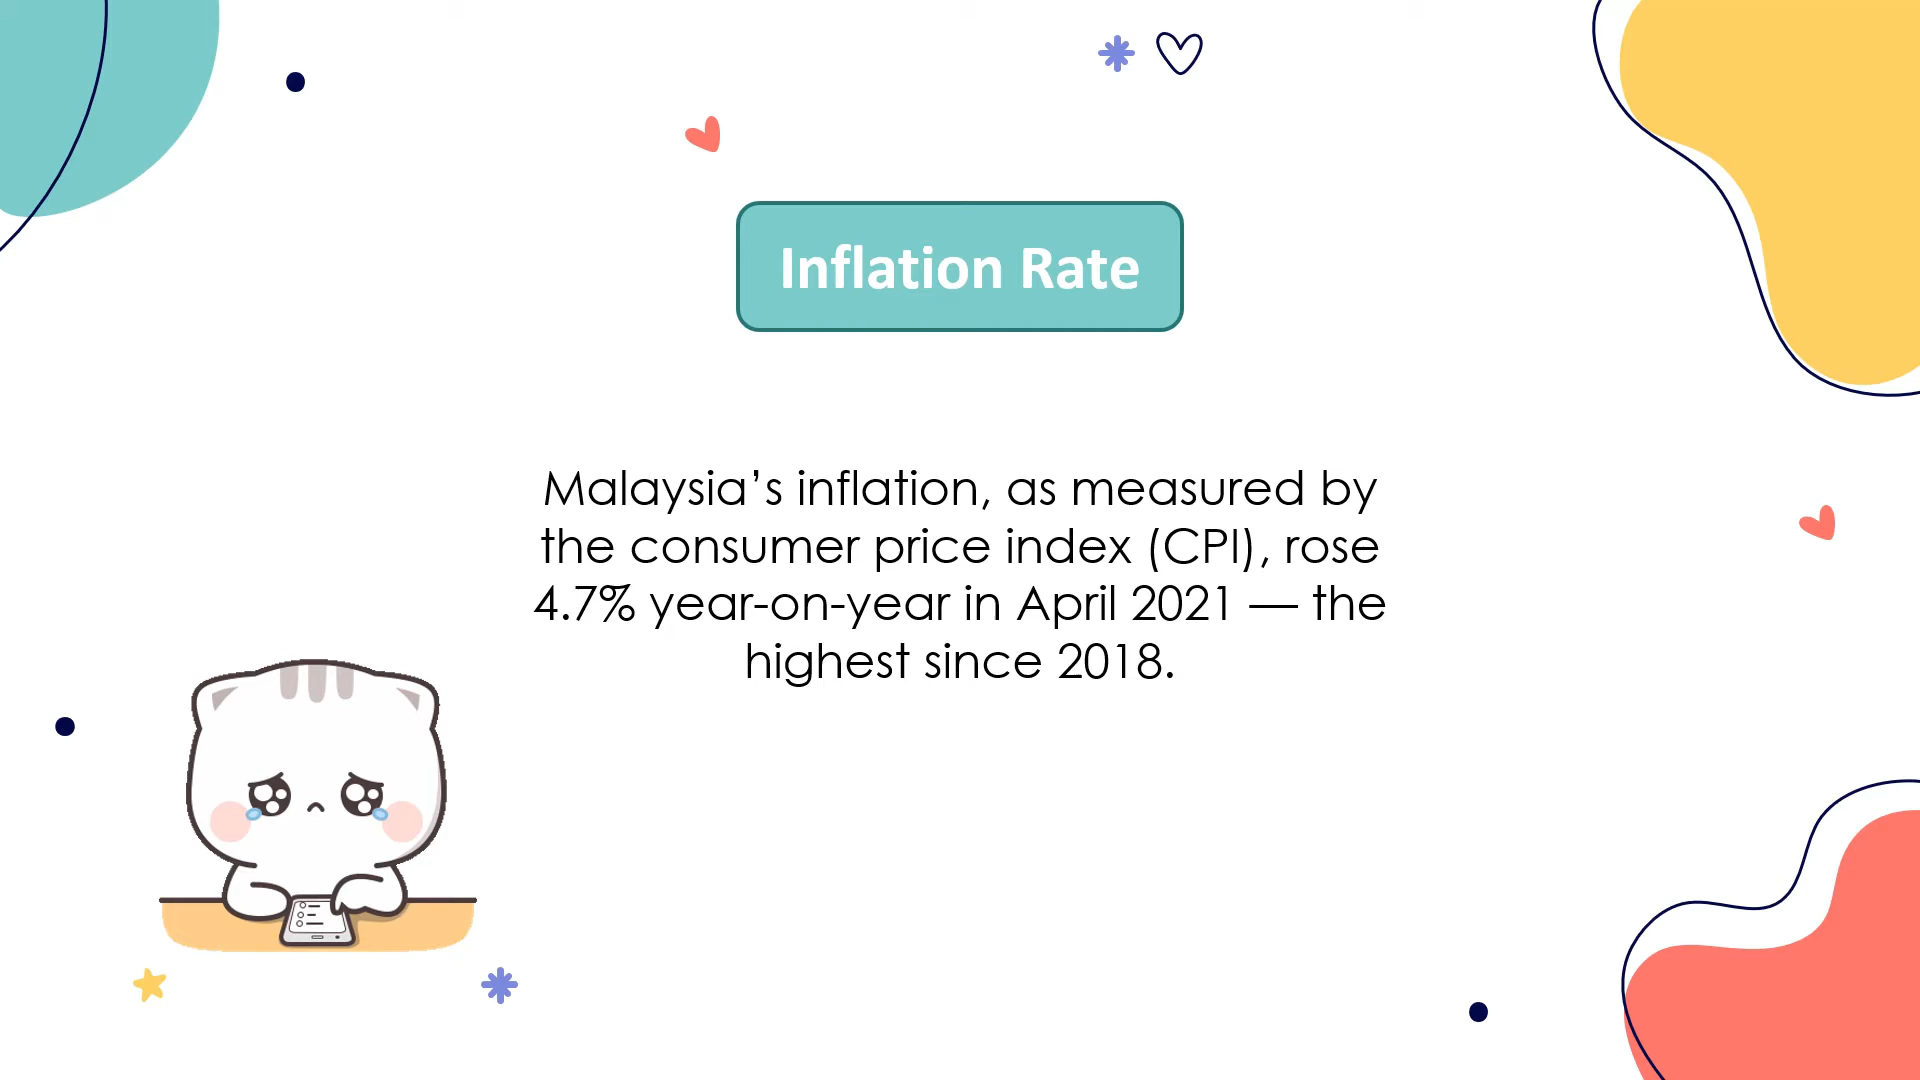 Inflation Rate
Malaysia’s inflation, as measured by
the consumer price index (CPI), rose
4.7% year-on-year in April 2021 — the
highest since 2018.